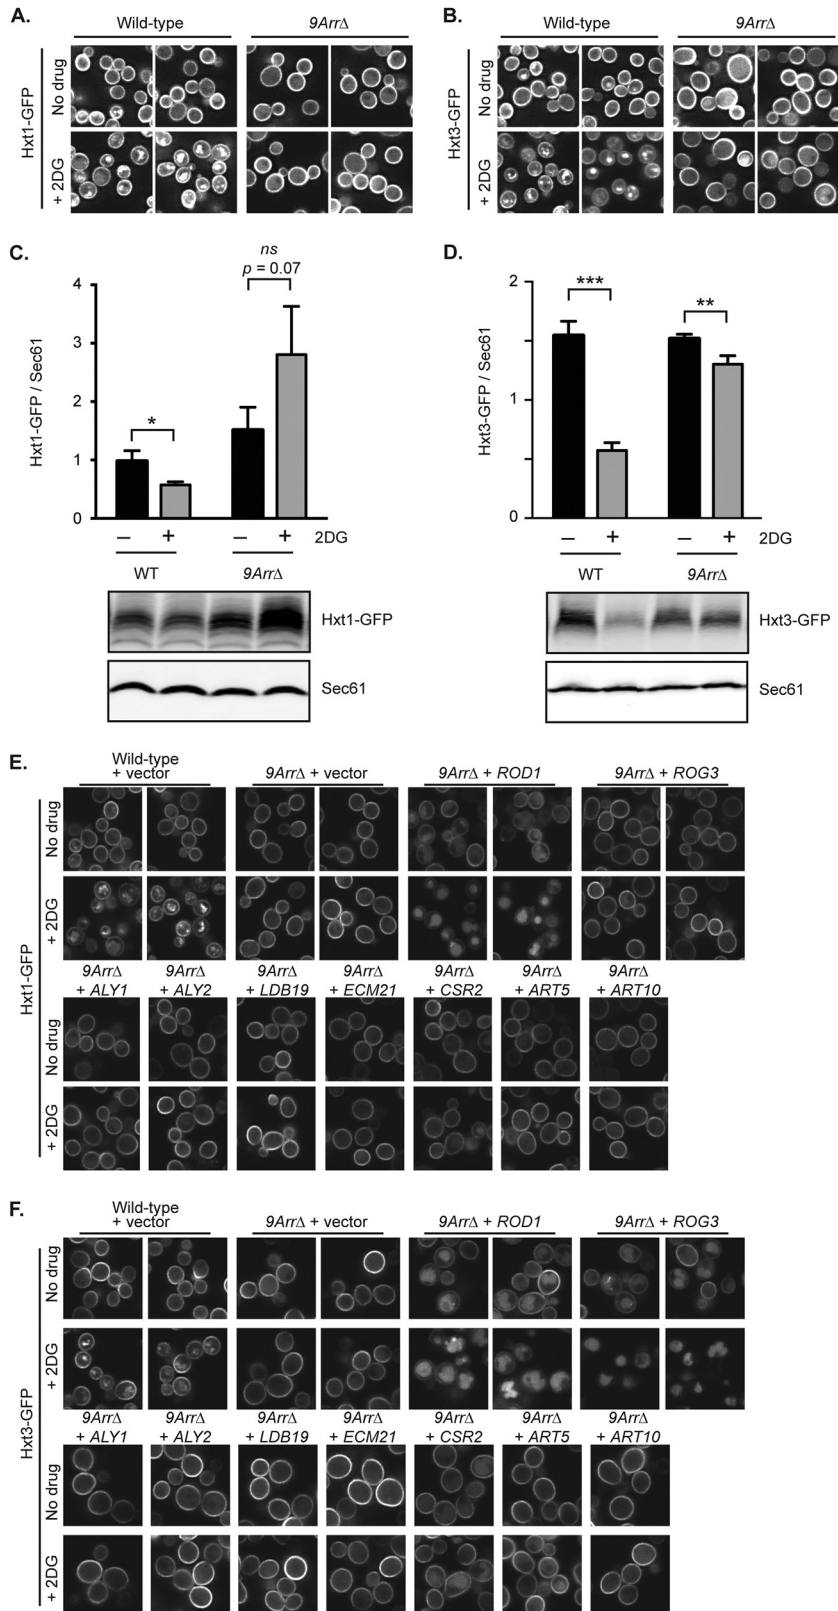 A.
Wild-type
9ArrΔ
Hxt1-GFP
No drug
+ 2DG
B.
Wild-type
9ArrΔ
Hxt3-GFP
No drug
+ 2DG
C.
ns
p = 0.07
*
Hxt1-GFP / Sec61
4
3
2
1
0
– + – + 2DG
WT 9ArrΔ
Hxt1-GFP
Sec61
D.
***
**
Hxt3-GFP / Sec61
2
1
0
– + – + 2DG
WT 9ArrΔ
Hxt3-GFP
Sec61
E.
Wild-type
+ vector
9ArrΔ + vector
9ArrΔ + ROD1
9ArrΔ + ROG3
Hxt1-GFP
No drug
+ 2DG
9ArrΔ 9ArrΔ 9ArrΔ 9ArrΔ 9ArrΔ 9ArrΔ 9ArrΔ
+ ALY1 + ALY2 + LDB19 + ECM21 + CSR2 + ART5 + ART10
No drug
+ 2DG
F.
Wild-type
+ vector
9ArrΔ + vector
9ArrΔ + ROD1
9ArrΔ + ROG3
Hxt3-GFP
No drug
+ 2DG
9ArrΔ 9ArrΔ 9ArrΔ 9ArrΔ 9ArrΔ 9ArrΔ 9ArrΔ
+ ALY1 + ALY2 + LDB19 + ECM21 + CSR2 + ART5 + ART10
No drug
+ 2DG